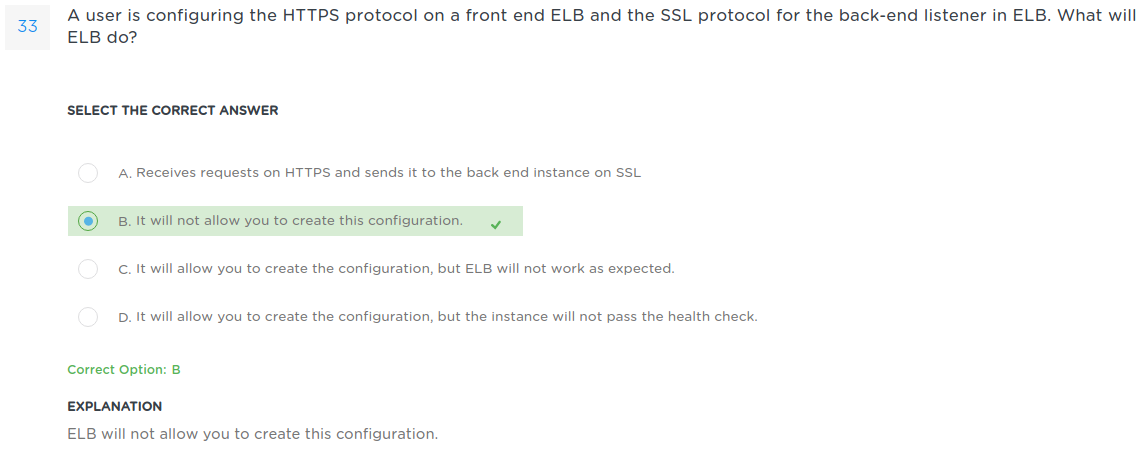 33
A user is configuring the HTTPS protocol on a front end ELB and the SSL protocol for the back-end listener in ELB. What will
ELB do?
SELECT THE CORRECT ANSWER
A. Receives requests on HTTPS and sends it to the back end instance on SSL
B. It will not allow you to create this configuration.
C. It will allow you to create the configuration, but ELB will not work as expected.
D. It will allow you to create the configuration, but the instance will not pass the health check.
Correct Option: B
EXPLANATION
ELB will not allow you to create this configuration.